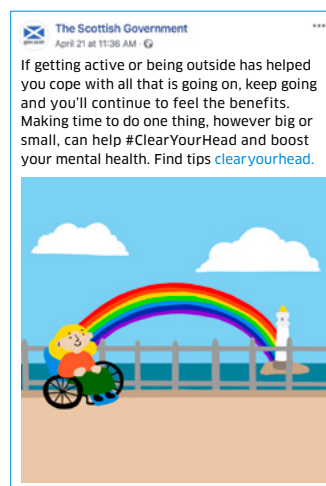 The Scottish Government
April 21 at 11:36 AM ·
If getting active or being outside has helped
you cope with all that is going on, keep going
and you'll continue to feel the benefits.
Making time to do one thing, however big or
small, can help #ClearYourHead and boost
your mental health. Find tips clearyourhead.